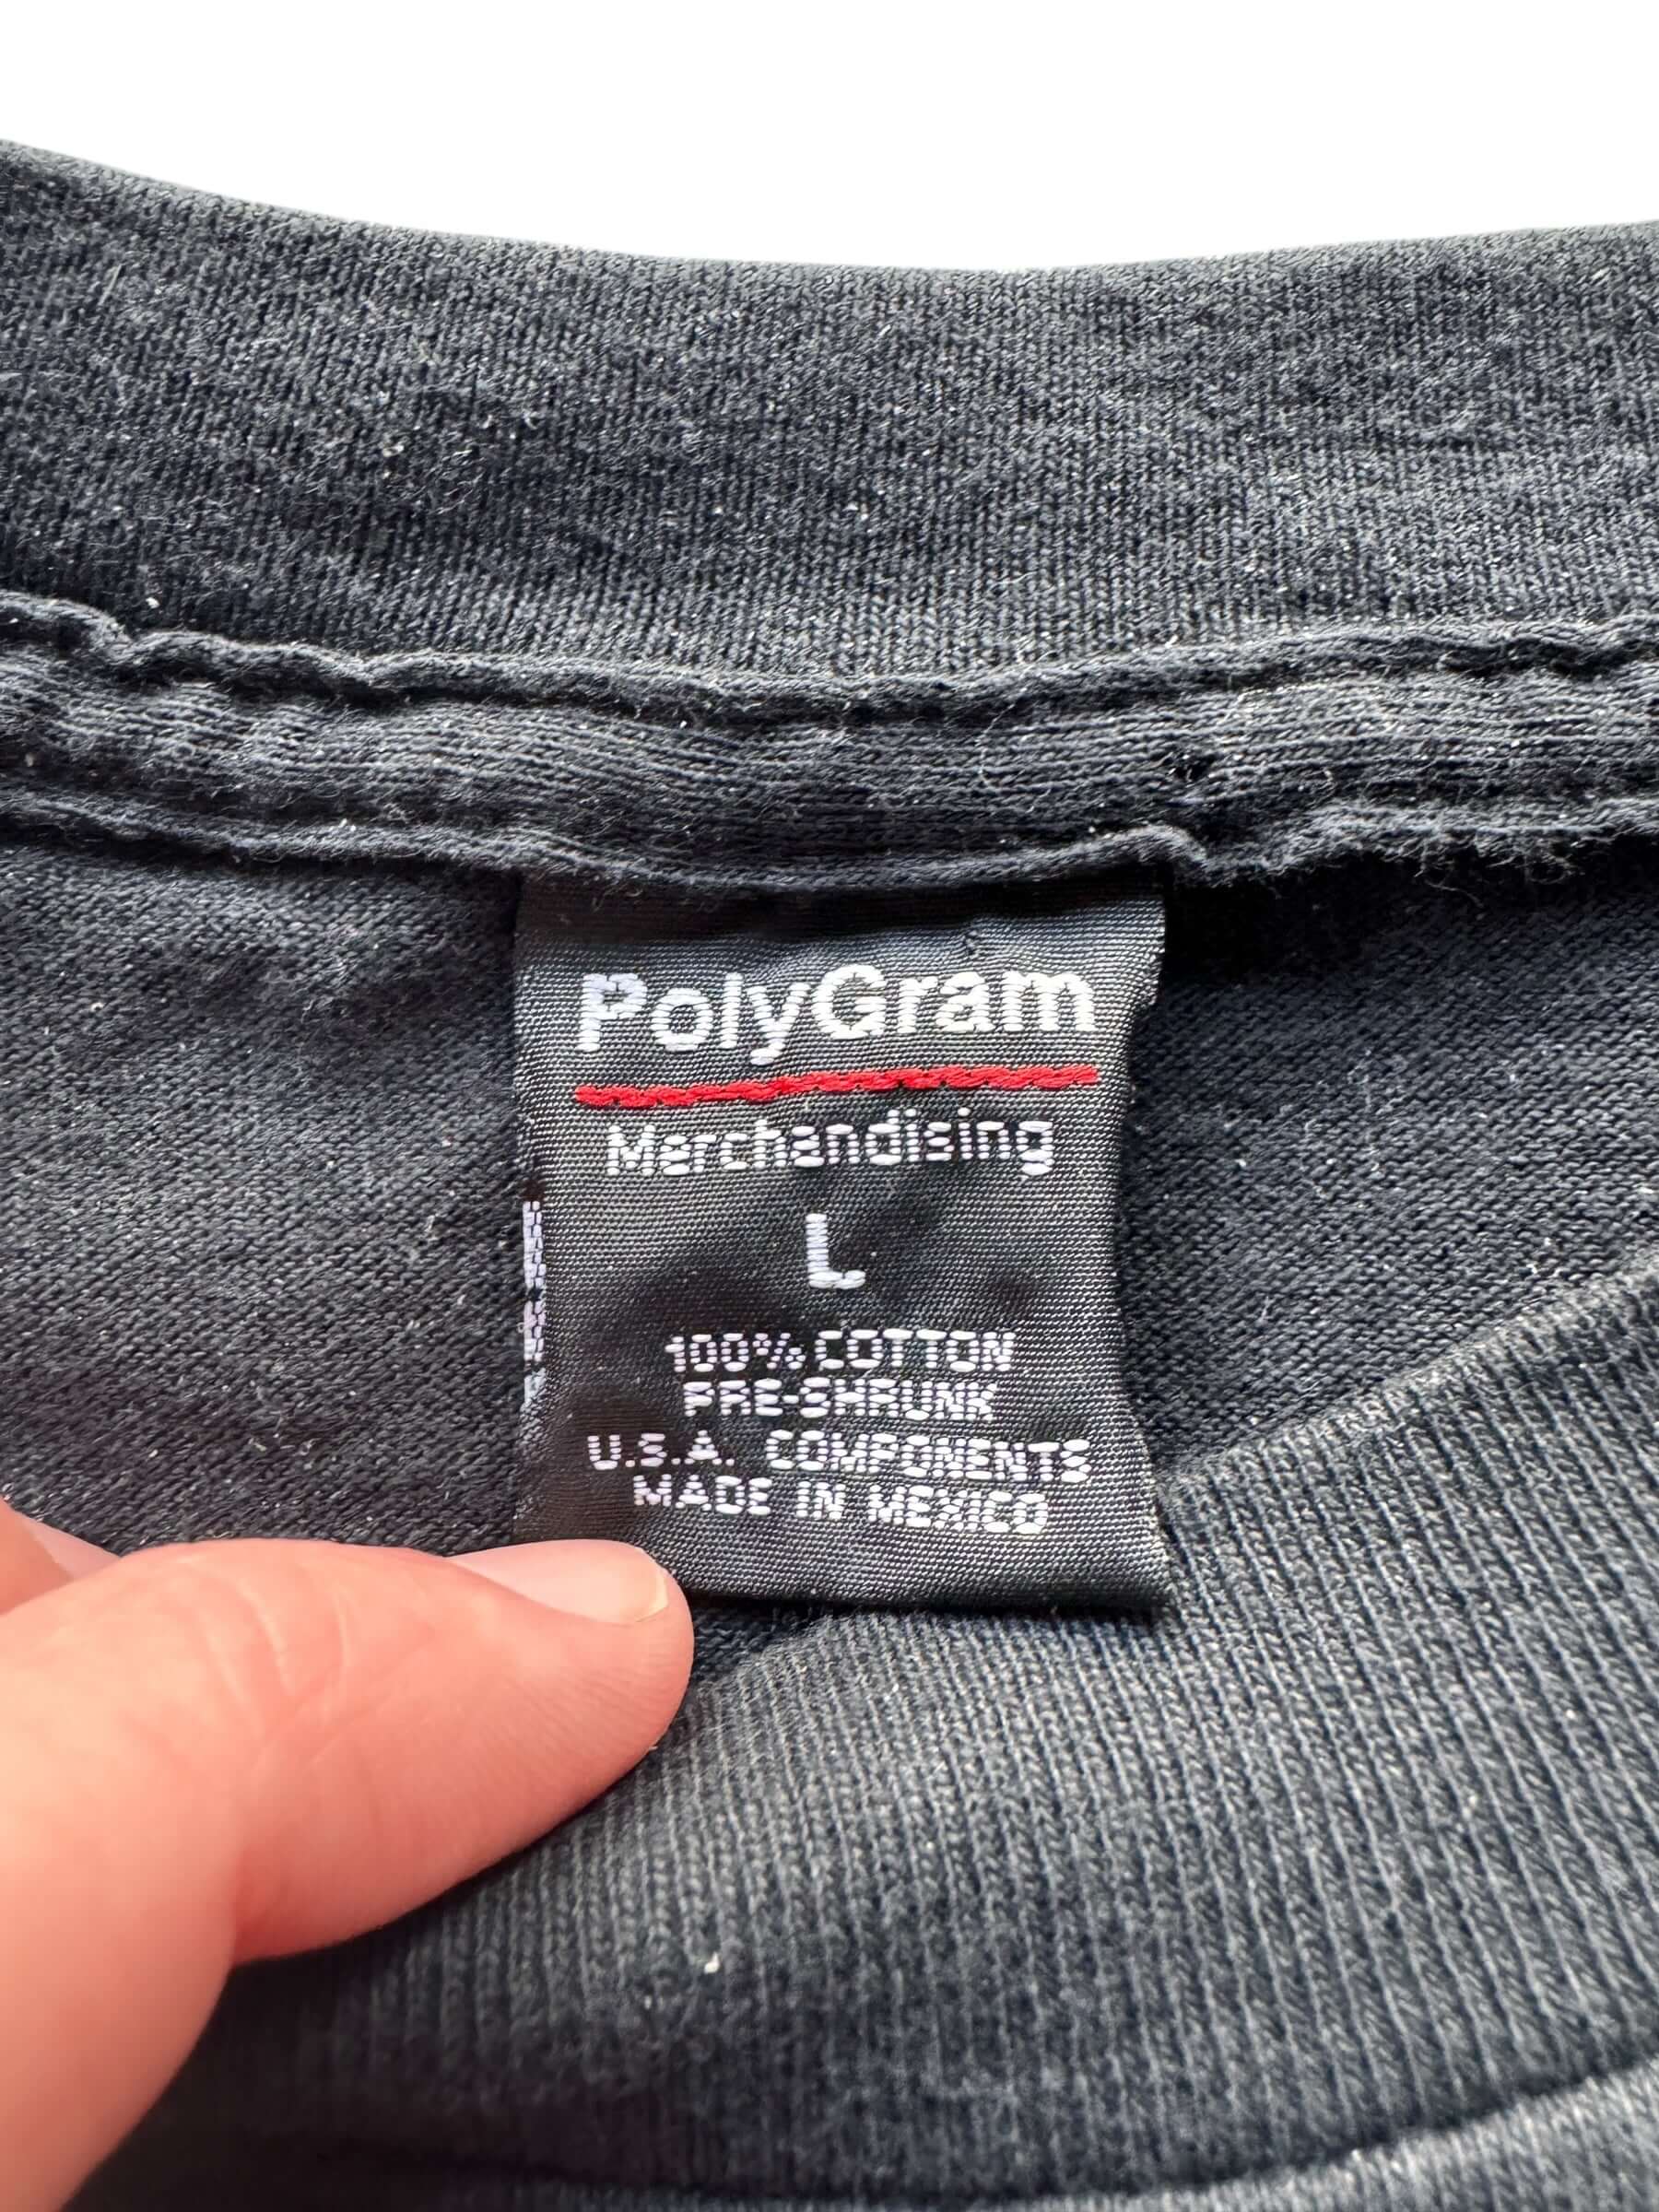 PolyGram
Merchandising
L
100% COTTON
PRE-SHRUNK
U.S.A. COMPONENTS
MADE IN MEXICO